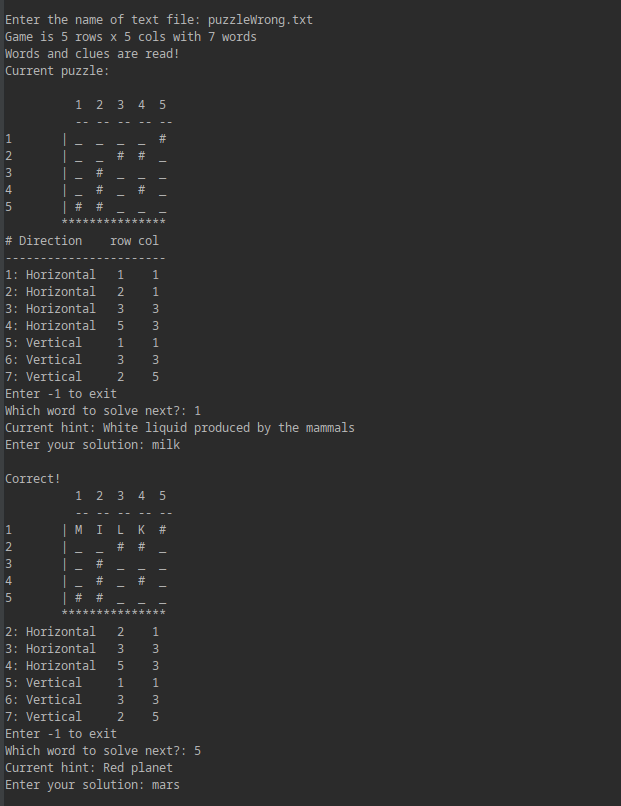 Enter the name of text file: puzzleWrong.txt
Game is 5 rows x 5 cols with 7 words
Words and clues are read!
Current puzzle:

          1  2  3  4  5
          -- -- -- -- --
1       | _  _  _  _  #
2       | _  _  #  #  _
3       | _  #  _  _  _
4       | _  #  _  #  _
5       | #  #  _  _  _
        ***************
# Direction    row col
-----------------------
1: Horizontal   1    1
2: Horizontal   2    1
3: Horizontal   3    3
4: Horizontal   5    3
5: Vertical     1    1
6: Vertical     3    3
7: Vertical     2    5
Enter -1 to exit
Which word to solve next?: 1
Current hint: White liquid produced by the mammals
Enter your solution: milk

Correct!
          1  2  3  4  5
          -- -- -- -- --
1       | M  I  L  K  #
2       | _  _  #  #  _
3       | _  #  _  _  _
4       | _  #  _  #  _
5       | #  #  _  _  _
        ***************
2: Horizontal   2    1
3: Horizontal   3    3
4: Horizontal   5    3
5: Vertical     1    1
6: Vertical     3    3
7: Vertical     2    5
Enter -1 to exit
Which word to solve next?: 5
Current hint: Red planet
Enter your solution: mars